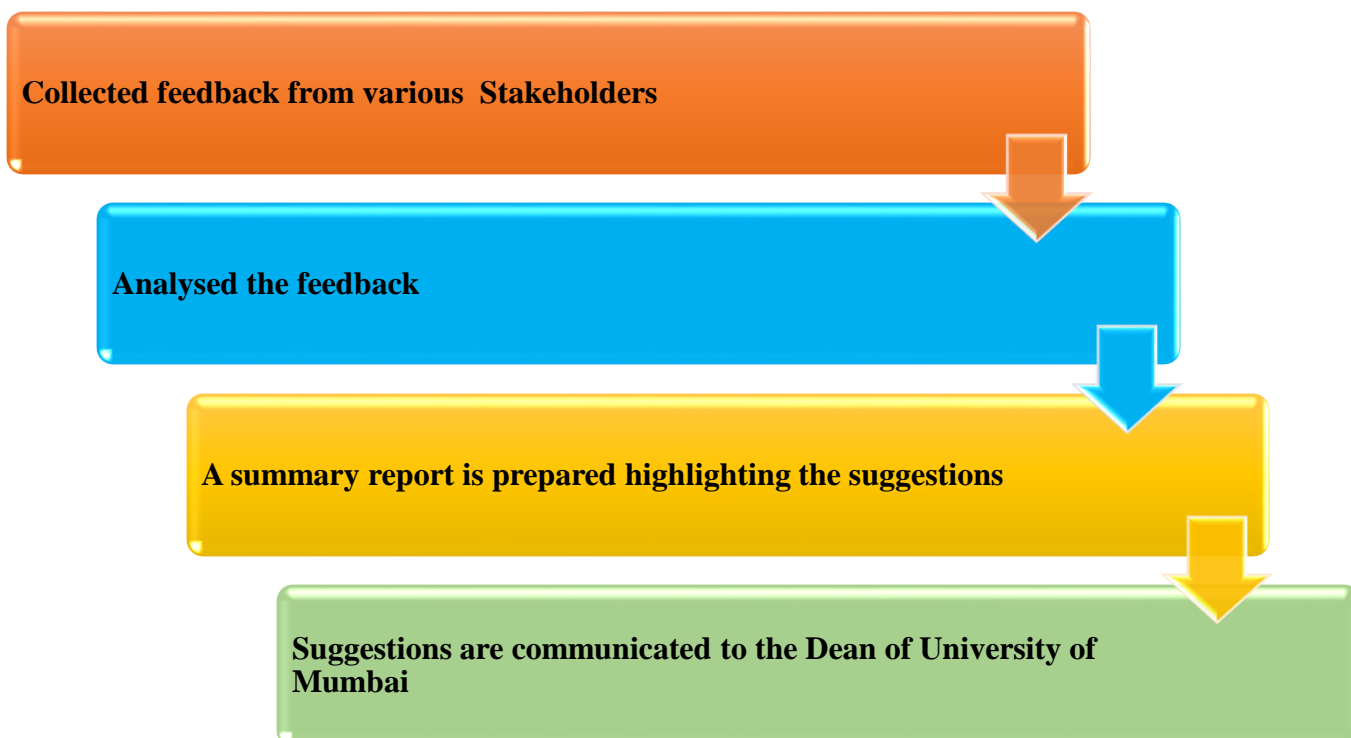 Collected feedback from various  Stakeholders
Analysed the feedback
A summary report is prepared highlighting the suggestions
Suggestions are communicated to the Dean of University of
Mumbai